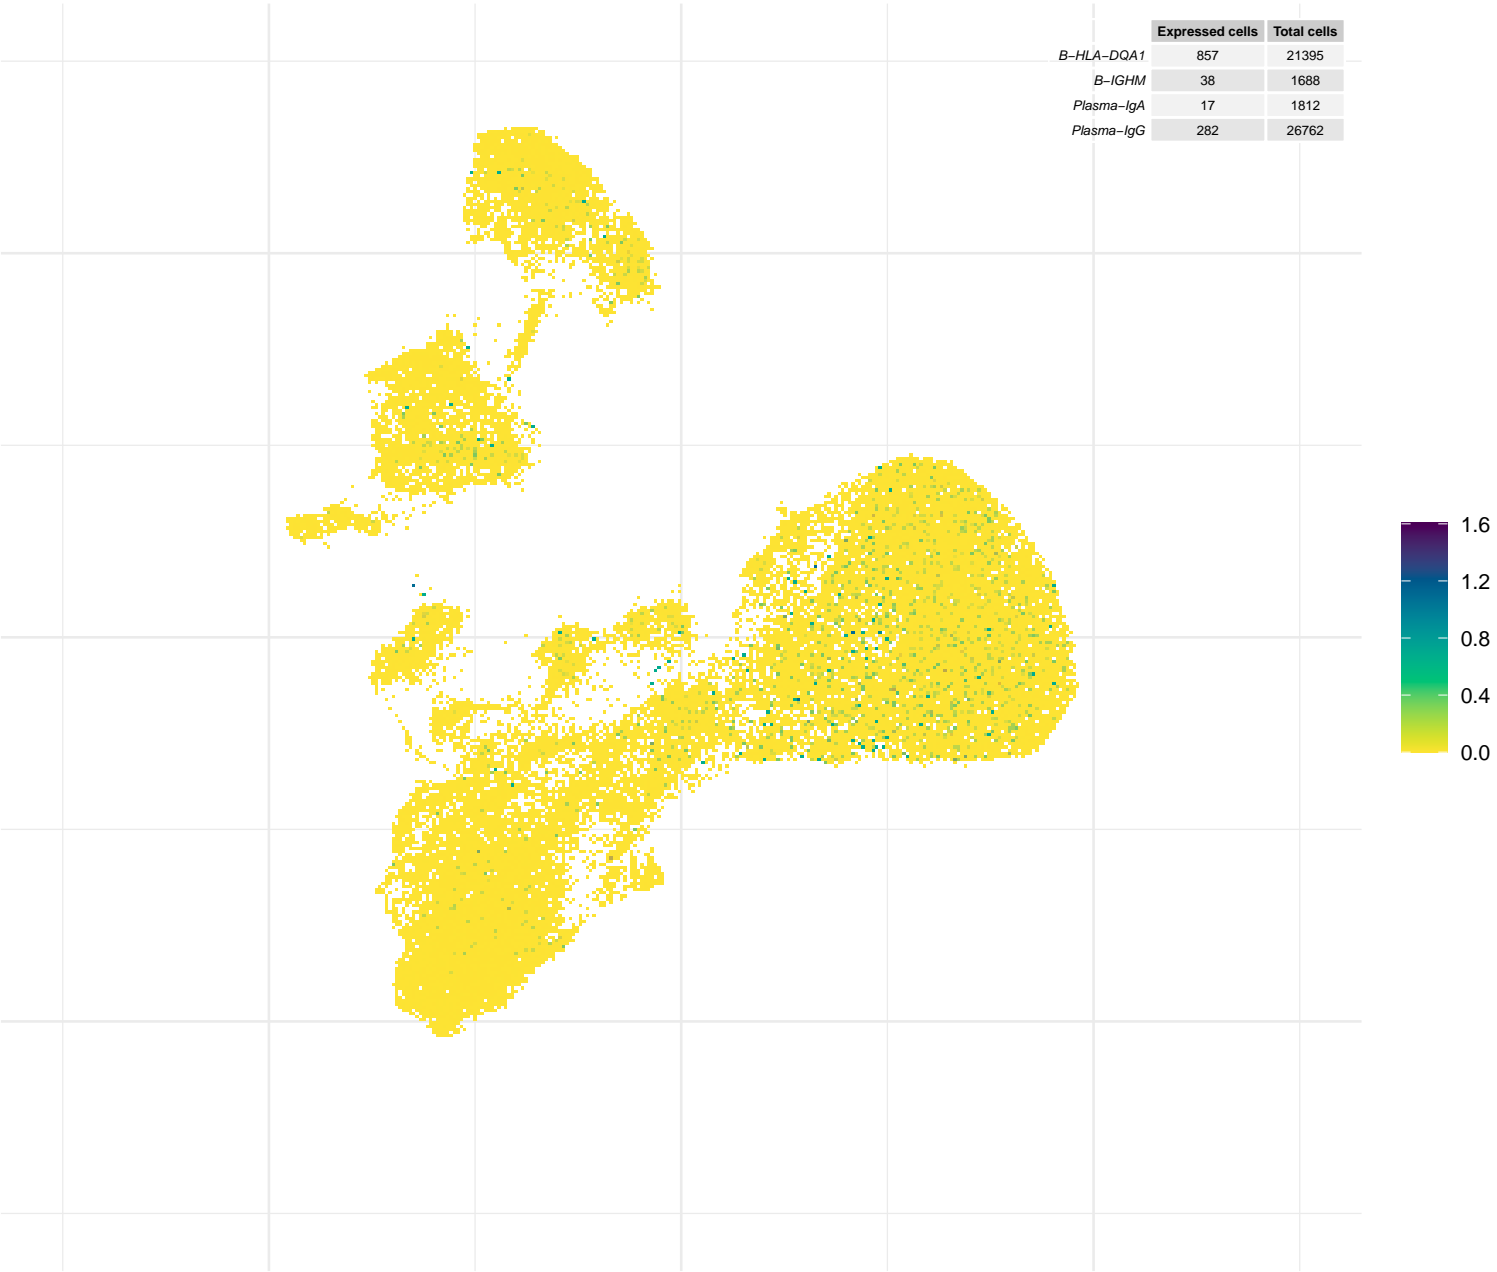 Expressed cells Total cells
B−HLA−DQA1 857 21395
B−IGHM 38 1688
Plasma−IgA 17 1812
Plasma−IgG 282 26762
1.6
1.2
0.8
0.4
0.0